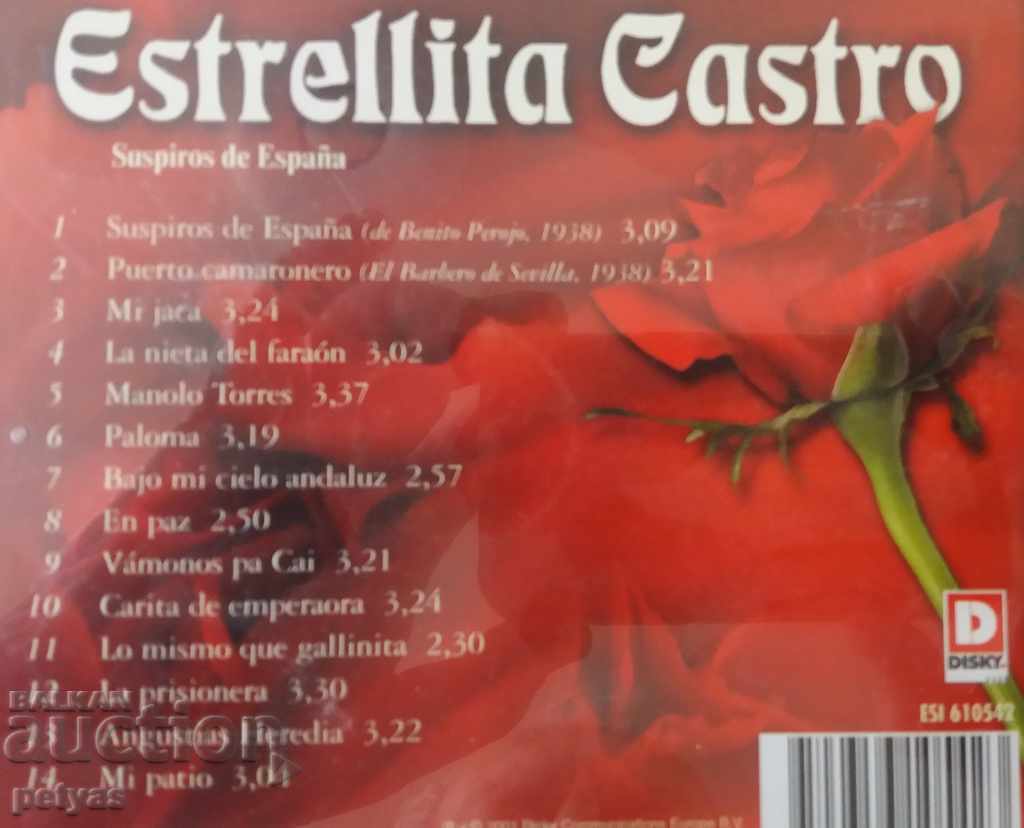 Estrellita Castro
Suspiros de España
1 Suspiros de España (de Benito Perojo, 1938) 3,09
2 Puerto camaronero (El Barbero de Sevilla, 1938) 3,21
3 Mi jaca 3,24
4 La nieta del faraón 3,02
5 Manolo Torres 3,37
6 Paloma 3,19
7 Bajo mi cielo andaluz 2,57
8 En paz 2,50
9 Vámonos pa Cai 3,21
10 Carita de emperaora 3,24
11 Lo mismo que gallinita 2,30
12 La prisionera 3,30
13 Angustias Heredia 3,22
14 Mi patio 3,04
D
DISKY
ESI 610542
BALKAN
auction
petyas
Communications Europe B.V.